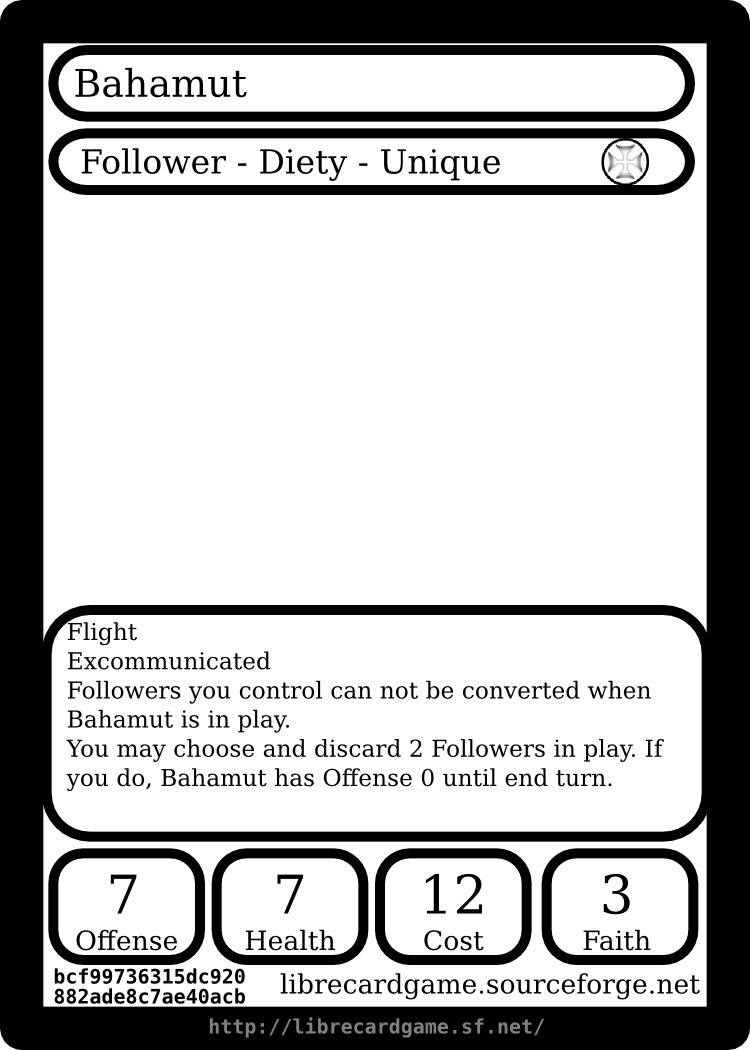 Bahamut
Follower - Diety - Unique
Flight
Excommunicated
Followers you control can not be converted when
Bahamut is in play.
You may choose and discard 2 Followers in play. If
you do, Bahamut has Offense 0 until end turn.
7
Offense
7
Health
12
Cost
3
Faith
bcf99736315dc920
882ade8c7ae40acb
librecardgame.sourceforge.net
http://librecardgame.sf.net/